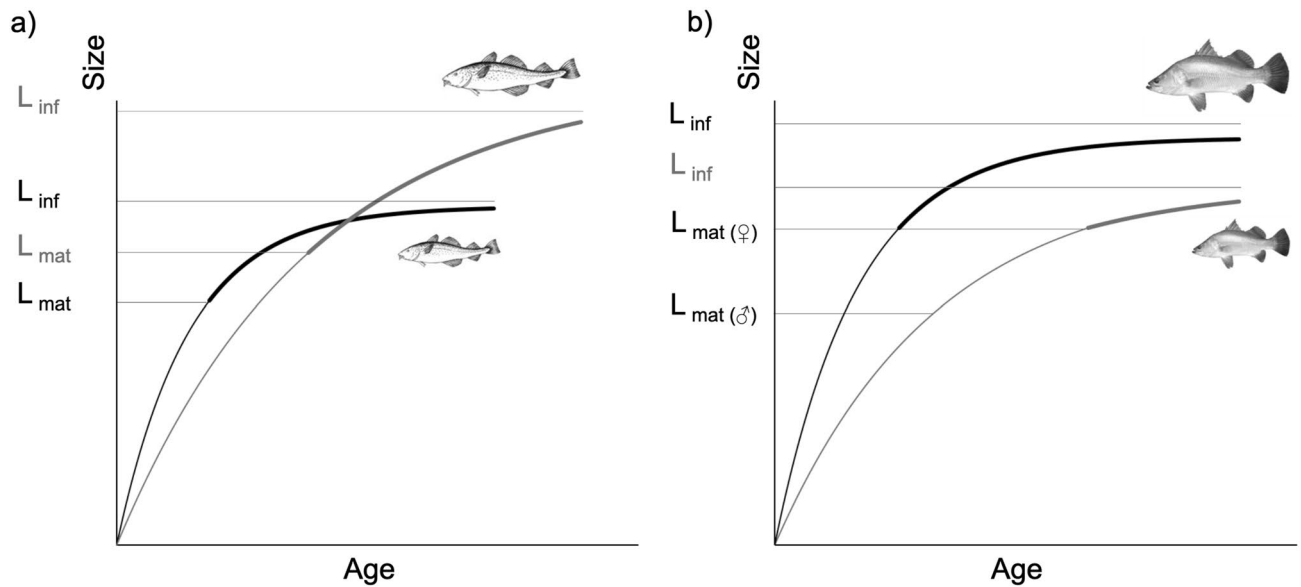 a)
Size
L inf
L inf
L mat
L mat
Age
b)
Size
L inf
L inf
L mat (♀)
L mat (♂)
Age